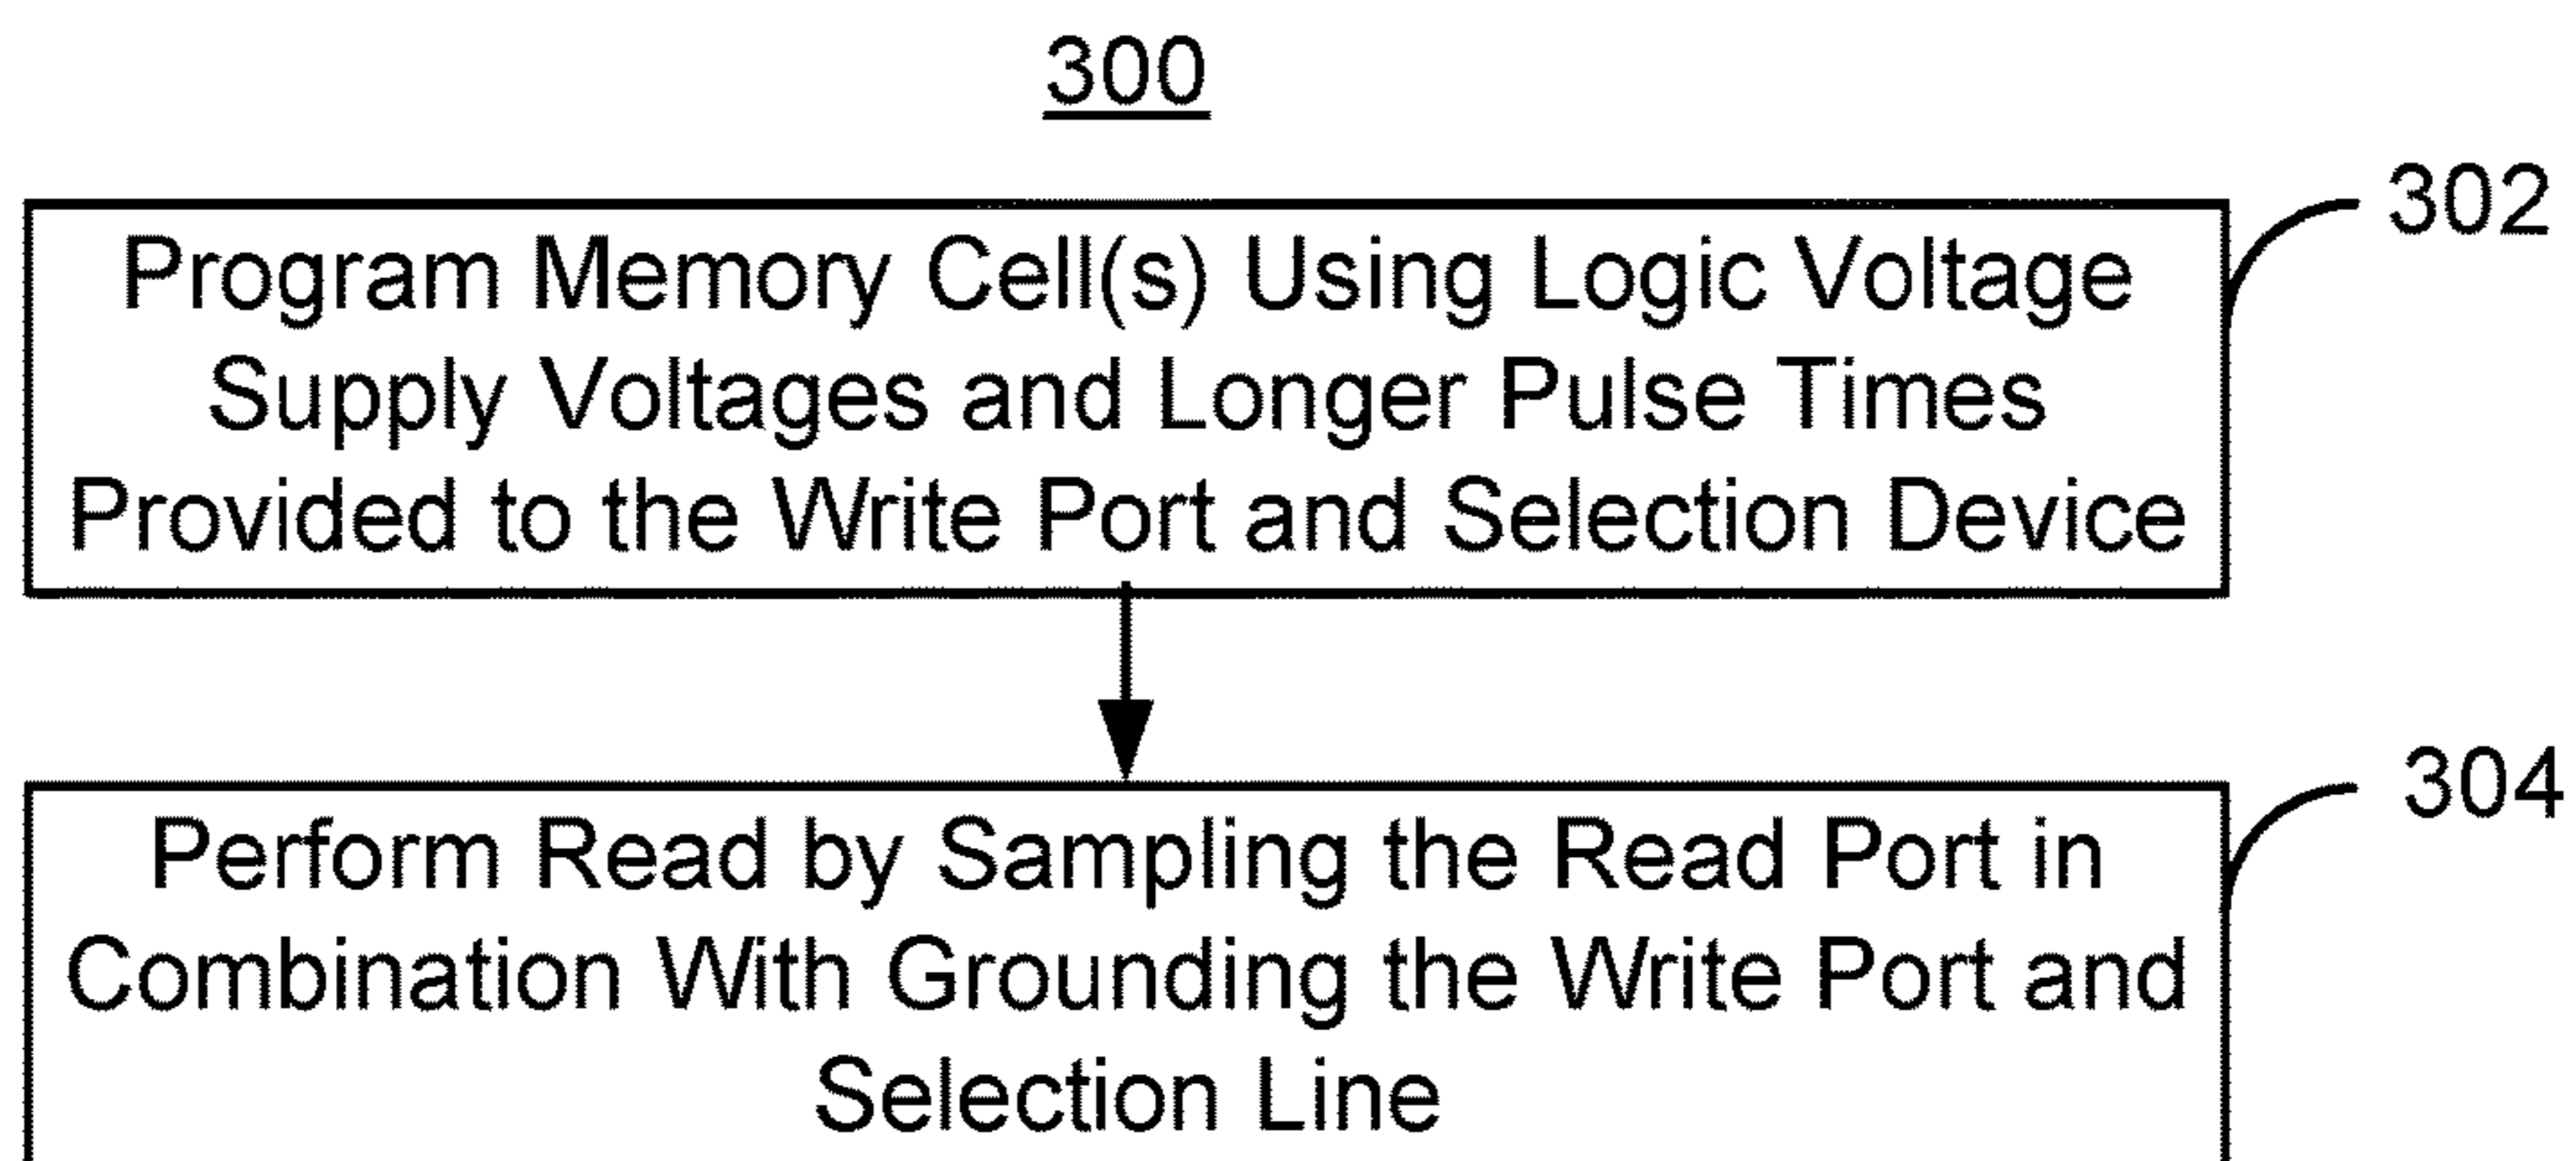 300
302
Program Memory Cell(s) Using Logic Voltage
Supply Voltages and Longer Pulse Times
Provided to the Write Port and Selection Device
304
Perform Read by Sampling the Read Port in
Combination With Grounding the Write Port and
Selection Line